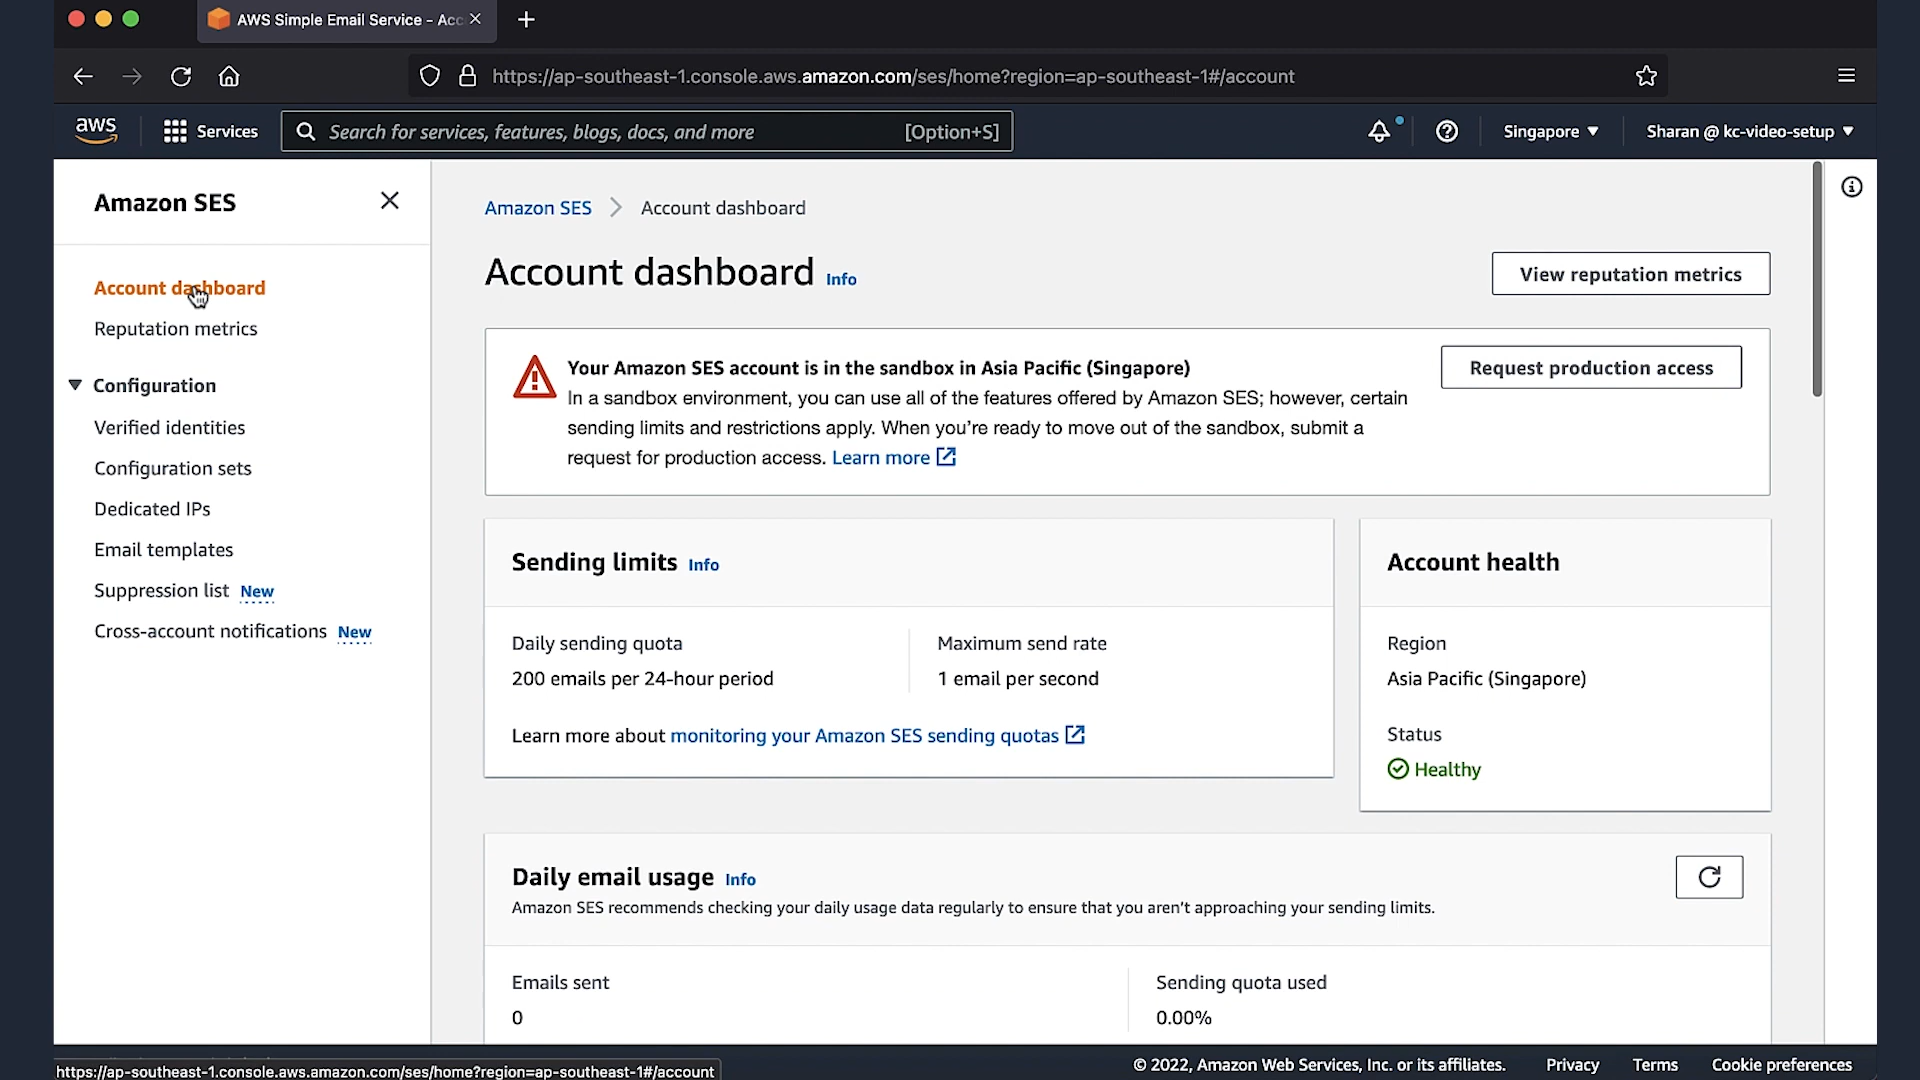 AWS Simple Email Service - Acc
https://ap-southeast-1.console.aws.amazon.com/ses/home?region=ap-southeast-1#/account
aws
Services
Search for services, features, blogs, docs, and more
[Option+S]
Singapore
Sharan @ kc-video-setup
Amazon SES
Account dashboard
Reputation metrics
Configuration
Verified identities
Configuration sets
Dedicated IPs
Email templates
Suppression list New
Cross-account notifications New
Amazon SES > Account dashboard
Account dashboard Info
View reputation metrics
Your Amazon SES account is in the sandbox in Asia Pacific (Singapore)
In a sandbox environment, you can use all of the features offered by Amazon SES; however, certain
sending limits and restrictions apply. When you're ready to move out of the sandbox, submit a
request for production access. Learn more
Request production access
Sending limits Info
Daily sending quota
200 emails per 24-hour period
Maximum send rate
1 email per second
Learn more about monitoring your Amazon SES sending quotas
Account health
Region
Asia Pacific (Singapore)
Status
Healthy
Daily email usage Info
Amazon SES recommends checking your daily usage data regularly to ensure that you aren't approaching your sending limits.
Emails sent
0
Sending quota used
0.00%
https://ap-southeast-1.console.aws.amazon.com/ses/home?region=ap-southeast-1#/account
© 2022, Amazon Web Services, Inc. or its affiliates.
Privacy
Terms
Cookie preferences